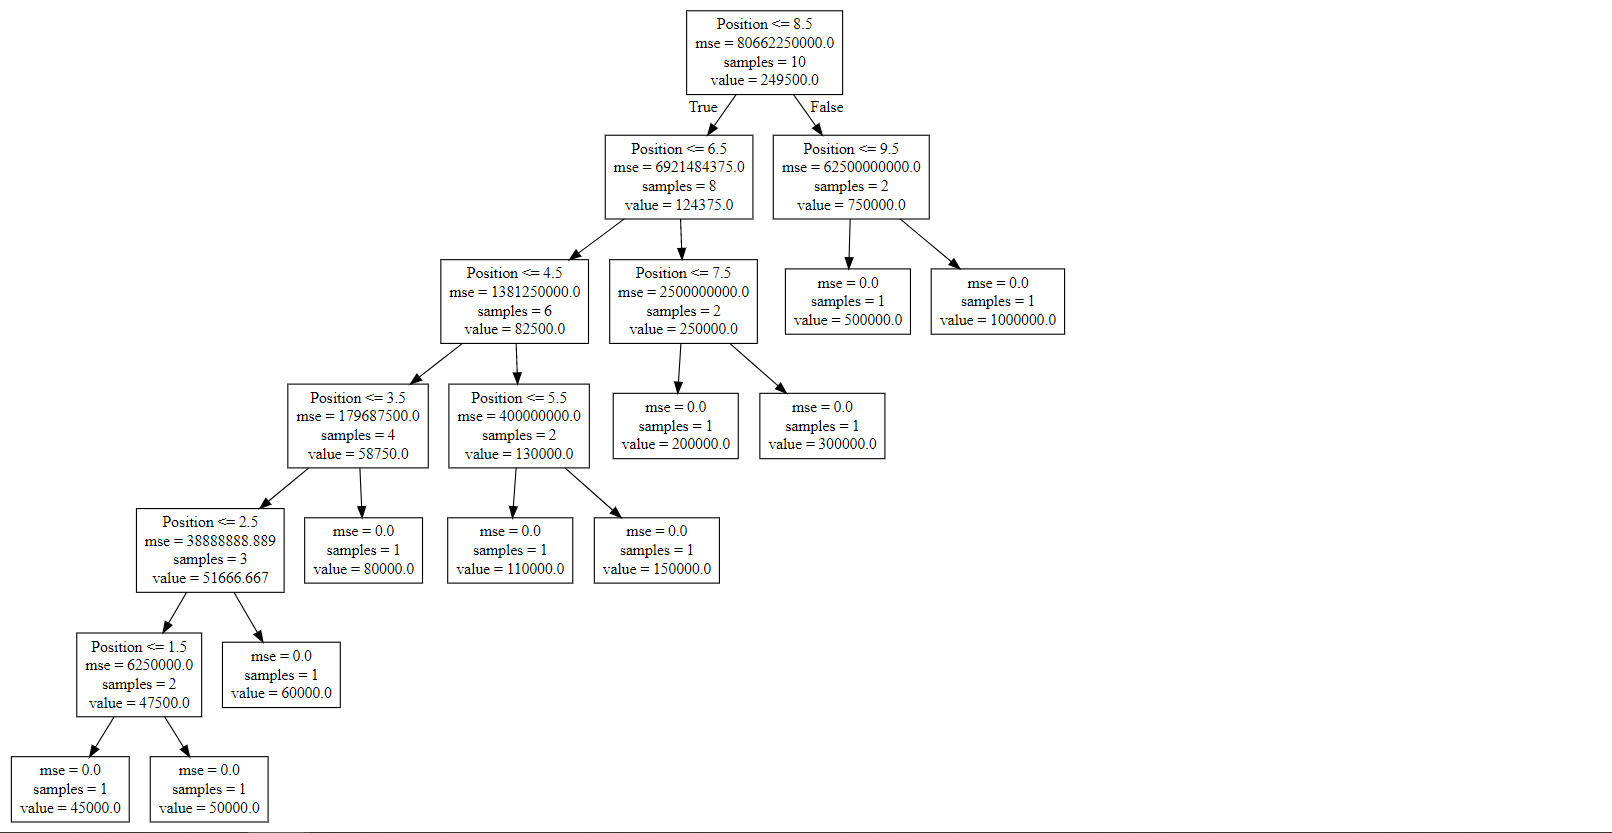 Position <= 8.5
mse = 80662250000.0
samples = 10
value = 249500.0
True
False
Position <= 6.5
mse = 6921484375.0
samples = 8
value = 124375.0
Position <= 9.5
mse = 62500000000.0
samples = 2
value = 750000.0
Position <= 4.5
mse = 1381250000.0
samples = 6
value = 82500.0
Position <= 7.5
mse = 2500000000.0
samples = 2
value = 250000.0
mse = 0.0
samples = 1
value = 500000.0
mse = 0.0
samples = 1
value = 1000000.0
Position <= 3.5
mse = 179687500.0
samples = 4
value = 58750.0
Position <= 5.5
mse = 400000000.0
samples = 2
value = 130000.0
mse = 0.0
samples = 1
value = 200000.0
mse = 0.0
samples = 1
value = 300000.0
Position <= 2.5
mse = 38888888.889
samples = 3
value = 51666.667
mse = 0.0
samples = 1
value = 80000.0
mse = 0.0
samples = 1
value = 110000.0
mse = 0.0
samples = 1
value = 150000.0
Position <= 1.5
mse = 6250000.0
samples = 2
value = 47500.0
mse = 0.0
samples = 1
value = 60000.0
mse = 0.0
samples = 1
value = 45000.0
mse = 0.0
samples = 1
value = 50000.0